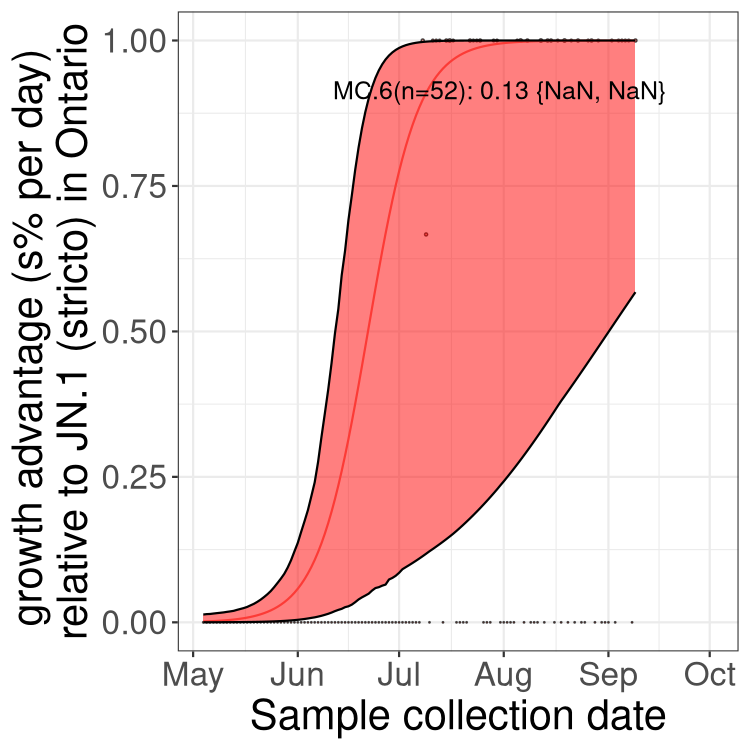 growth advantage (s% per day)
relative to JN.1 (stricto) in Ontario
1.00
0.75
0.50
0.25
0.00
MC.6(n=52): 0.13 {NaN, NaN}
May Jun Jul Aug Sep Oct
Sample collection date